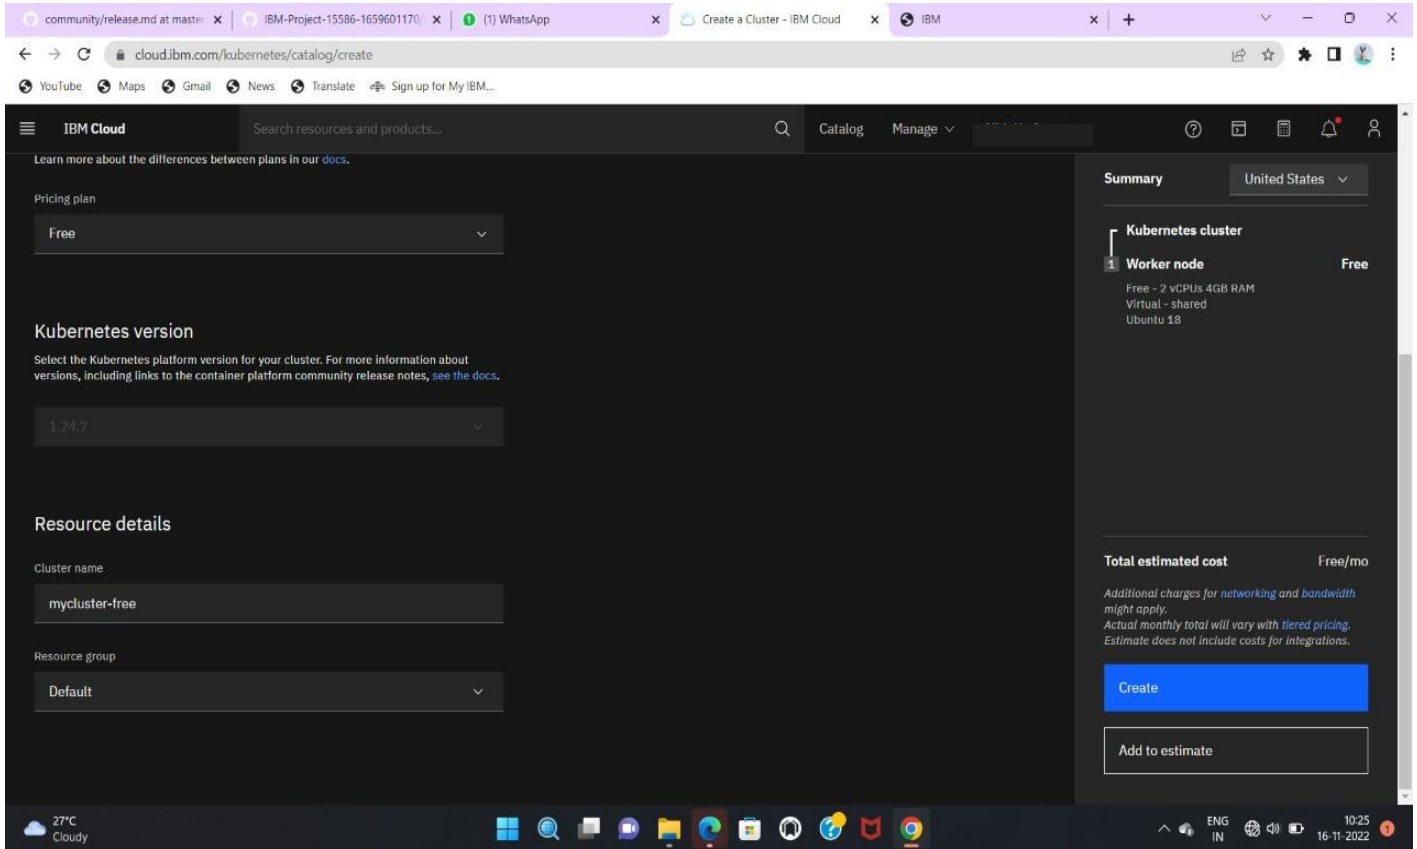 community/release.md at maste
IBM-Project-15586-1659601170/
(1) WhatsApp
Create a Cluster - IBM Cloud
IBM
cloud.ibm.com/kubernetes/catalog/create
YouTube Maps Gmail News Translate Sign up for My IBM...
IBM Cloud
Search resources and products...
Catalog
Manage
Learn more about the differences between plans in our docs.
Pricing plan
Free
Kubernetes version
Select the Kubernetes platform version for your cluster. For more information about
versions, including links to the container platform community release notes, see the docs.
1.24.7
Resource details
Cluster name
mycluster-free
Resource group
Default
Summary
United States
Kubernetes cluster
1 Worker node Free
Free - 2 vCPUs 4GB RAM
Virtual - shared
Ubuntu 18
Total estimated cost Free/mo
Additional charges for networking and bandwidth
might apply.
Actual monthly total will vary with tiered pricing.
Estimate does not include costs for integrations.
Create
Add to estimate
27°C
Cloudy
ENG
IN
10:25
16-11-2022
1